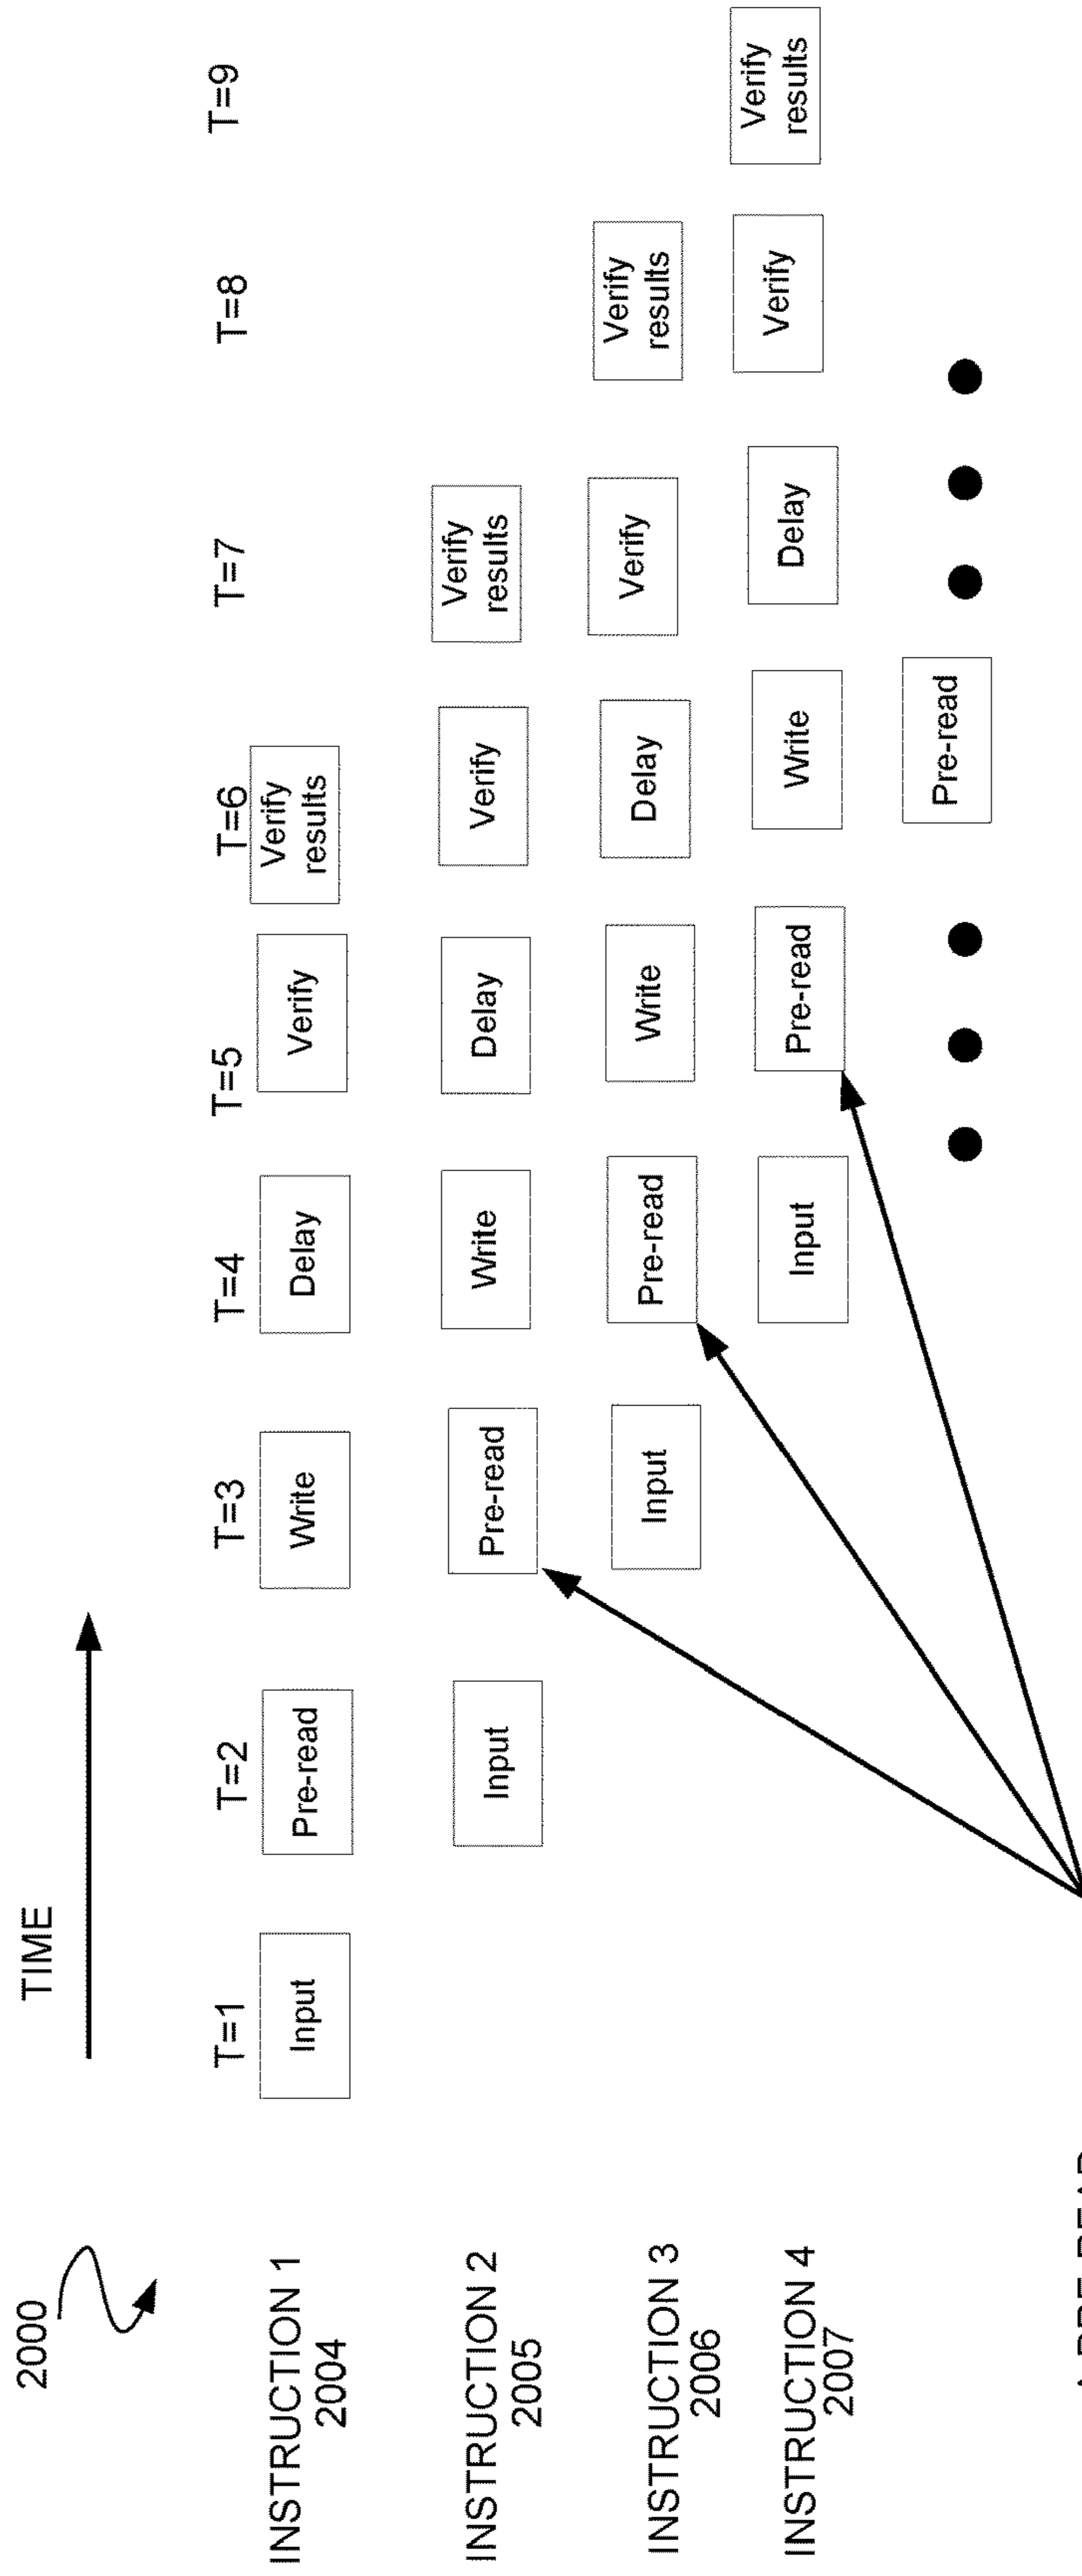 2000
TIME
T=1
T=2
T=3
T=4
T=5
T=6
T=7
T=8
T=9
INSTRUCTION 1
2004
Input
Pre-read
Write
Delay
Verify
Verify
results
INSTRUCTION 2
2005
Input
Pre-read
Write
Delay
Verify
Verify
results
INSTRUCTION 3
2006
Input
Pre-read
Write
Delay
Verify
Verify
results
INSTRUCTION 4
2007
Input
Pre-read
Write
Delay
Verify
Verify
results
Pre-read